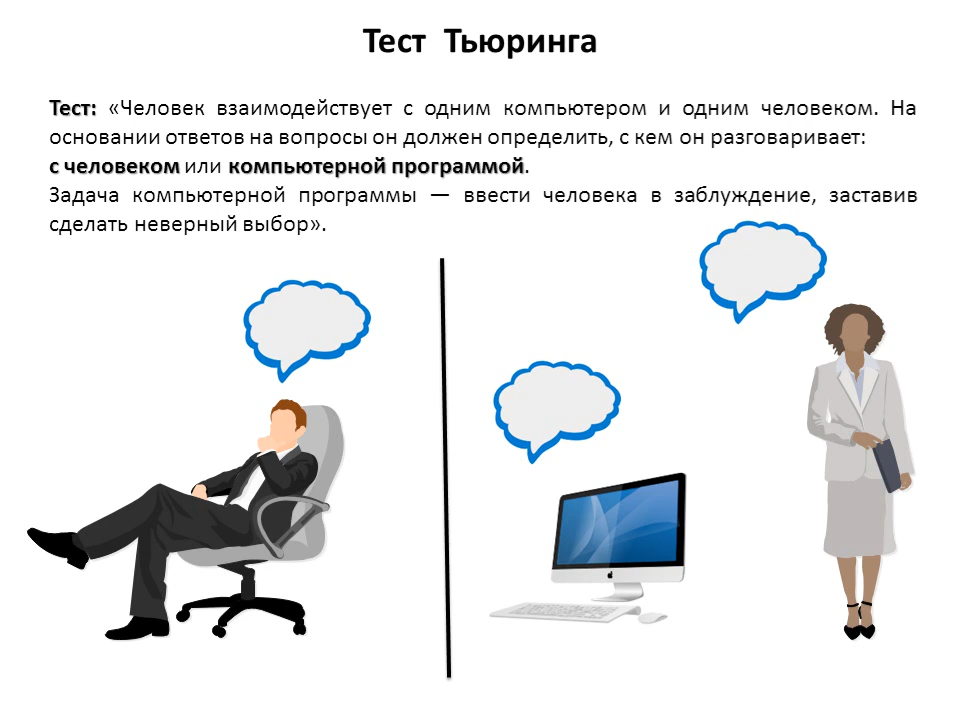 Тест Тьюринга
Тест: «Человек взаимодействует с одним компьютером и одним человеком. На
основании ответов на вопросы он должен определить, с кем он разговаривает:
с человеком или компьютерной программой.
Задача компьютерной программы — ввести человека в заблуждение, заставив
сделать неверный выбор».